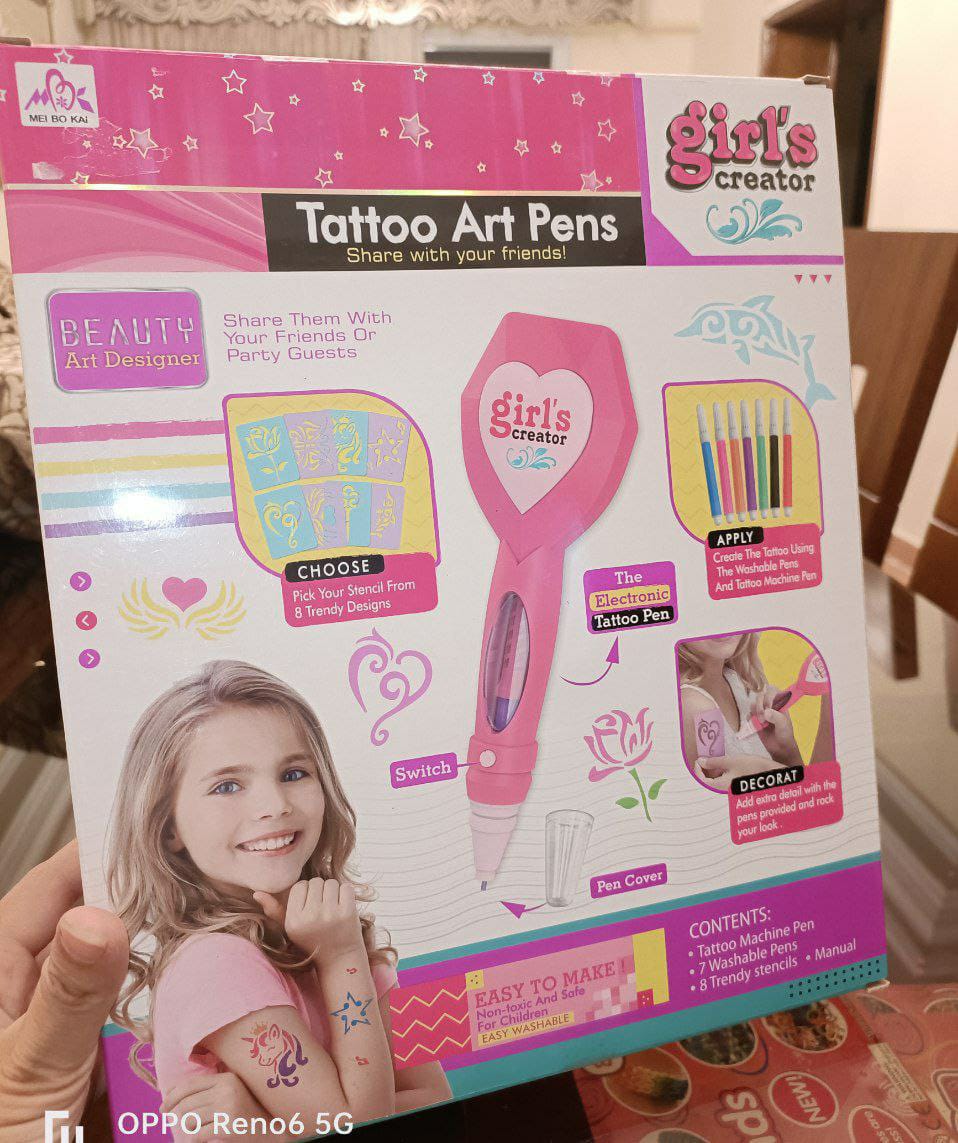 MEI BO KAI
girl's
creator
Tattoo Art Pens
Share with your friends!
BEAUTY
Art Designer
Share Them With
Your Friends Or
Party Guests
girl's
creator
CHOOSE
Pick Your Stencil From
8 Trendy Designs
APPLY
Create The Tattoo Using
The Washable Pens
And Tattoo Machine Pen
The
Electronic
Tattoo Pen
DECORAT
Add extra detail with the
pens provided and rock
your look .
Switch
Pen Cover
EASY TO MAKE !
Non-toxic And Safe
For Children
EASY WASHABLE
CONTENTS:
• Tattoo Machine Pen
• 7 Washable Pens
• 8 Trendy stencils • Manual
NEW!
OPPO Reno6 5G